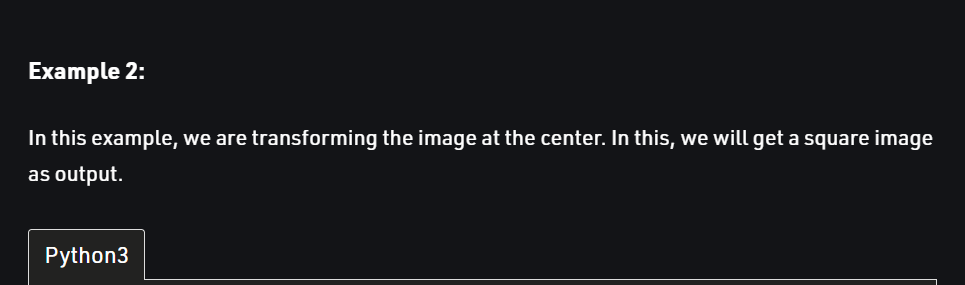 Example 2:
In this example, we are transforming the image at the center. In this, we will get a square image
as output.
Python3